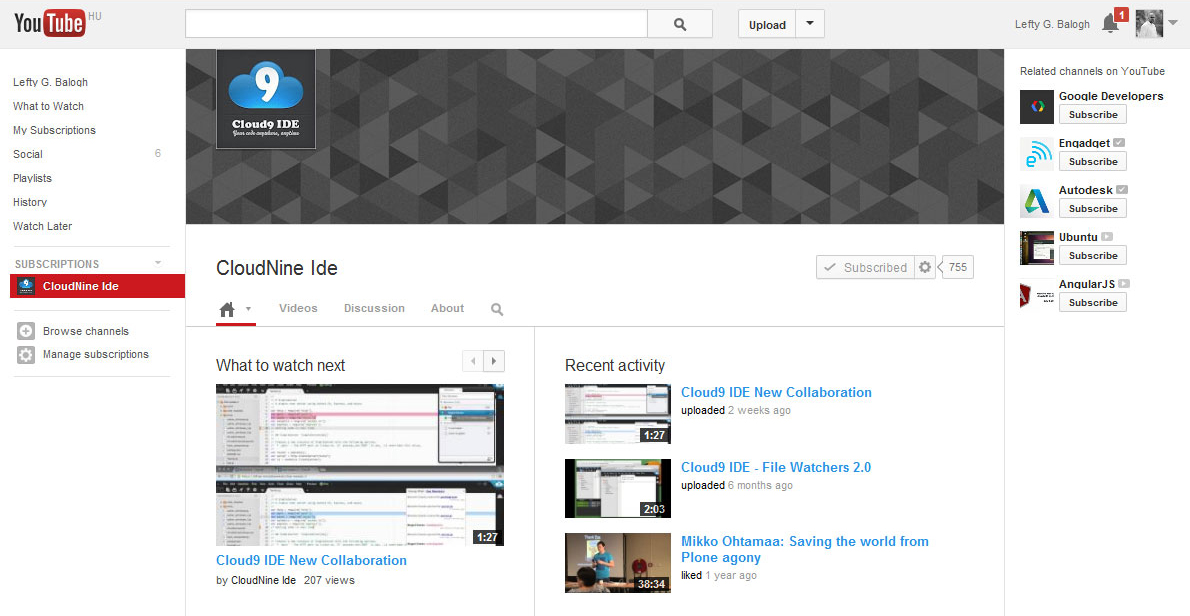 YouTube HU
Upload
Lefty G. Balogh
1
Lefty G. Balogh
What to Watch
My Subscriptions
Social 6
Playlists
History
Watch Later
SUBSCRIPTIONS
CloudNine Ide
Browse channels
Manage subscriptions
9
Cloud9 IDE
Your code anywhere, anytime
CloudNine Ide
Subscribed 755
Videos Discussion About
What to watch next
1:27
Cloud9 IDE New Collaboration
by CloudNine Ide 207 views
Recent activity
1:27
Cloud9 IDE New Collaboration
uploaded 2 weeks ago
2:03
Cloud9 IDE - File Watchers 2.0
uploaded 6 months ago
38:34
Mikko Ohtamaa: Saving the world from
Plone agony
liked 1 year ago
Related channels on YouTube
Google Developers
Subscribe
Engadget
Subscribe
Autodesk
Subscribe
Ubuntu
Subscribe
AngularJS
Subscribe